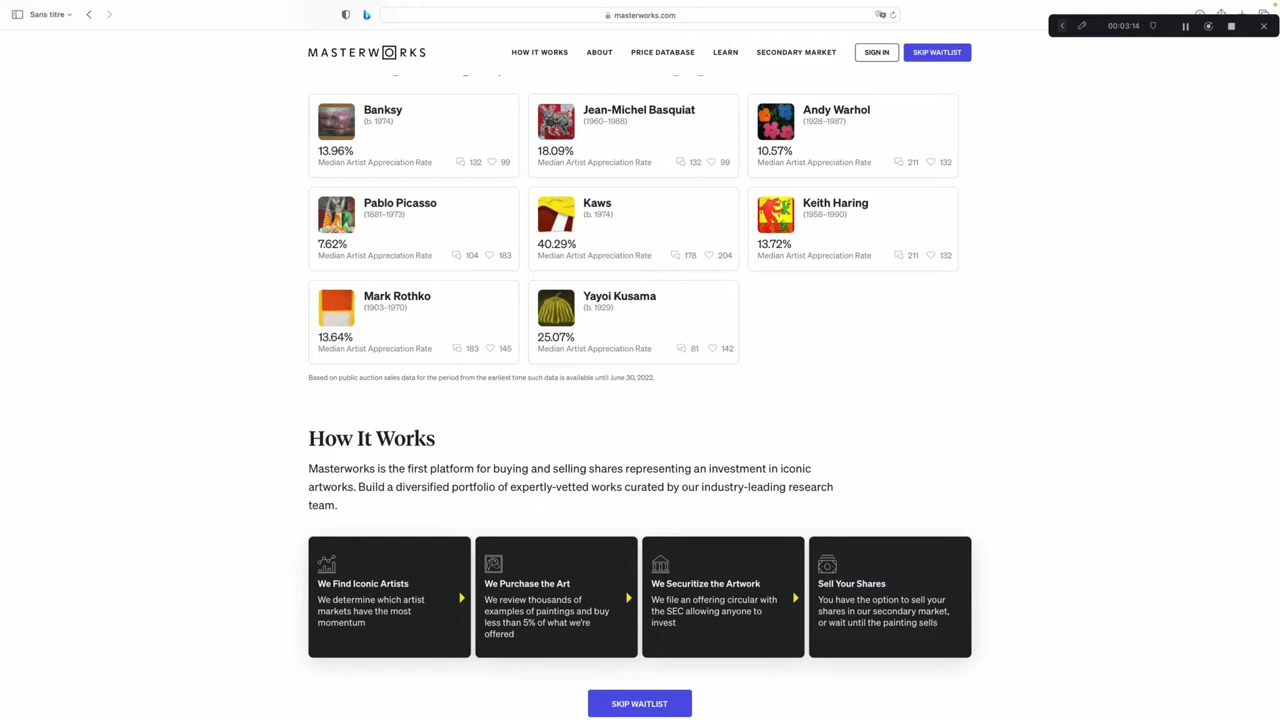 Sans titre
masterworks.com
00:03:14
MASTERWORKS
HOW IT WORKS
ABOUT
PRICE DATABASE
LEARN
SECONDARY MARKET
SIGN IN
SKIP WAITLIST
Banksy
(b. 1974)
13.96%
Median Artist Appreciation Rate
132
99
Jean-Michel Basquiat
(1960–1988)
18.09%
Median Artist Appreciation Rate
132
99
Andy Warhol
(1928–1987)
10.57%
Median Artist Appreciation Rate
211
132
Pablo Picasso
(1881–1973)
7.62%
Median Artist Appreciation Rate
104
183
Kaws
(b. 1974)
40.29%
Median Artist Appreciation Rate
178
204
Keith Haring
(1958–1990)
13.72%
Median Artist Appreciation Rate
211
132
Mark Rothko
(1903–1970)
13.64%
Median Artist Appreciation Rate
183
145
Yayoi Kusama
(b. 1929)
25.07%
Median Artist Appreciation Rate
81
142
Based on public auction sales data for the period from the earliest time such data is available until June 30, 2022.
How It Works
Masterworks is the first platform for buying and selling shares representing an investment in iconic
artworks. Build a diversified portfolio of expertly-vetted works curated by our industry-leading research
team.
We Find Iconic Artists
We determine which artist
markets have the most
momentum
We Purchase the Art
We review thousands of
examples of paintings and buy
less than 5% of what we're
offered
We Securitize the Artwork
We file an offering circular with
the SEC allowing anyone to
invest
Sell Your Shares
You have the option to sell your
shares in our secondary market,
or wait until the painting sells
SKIP WAITLIST